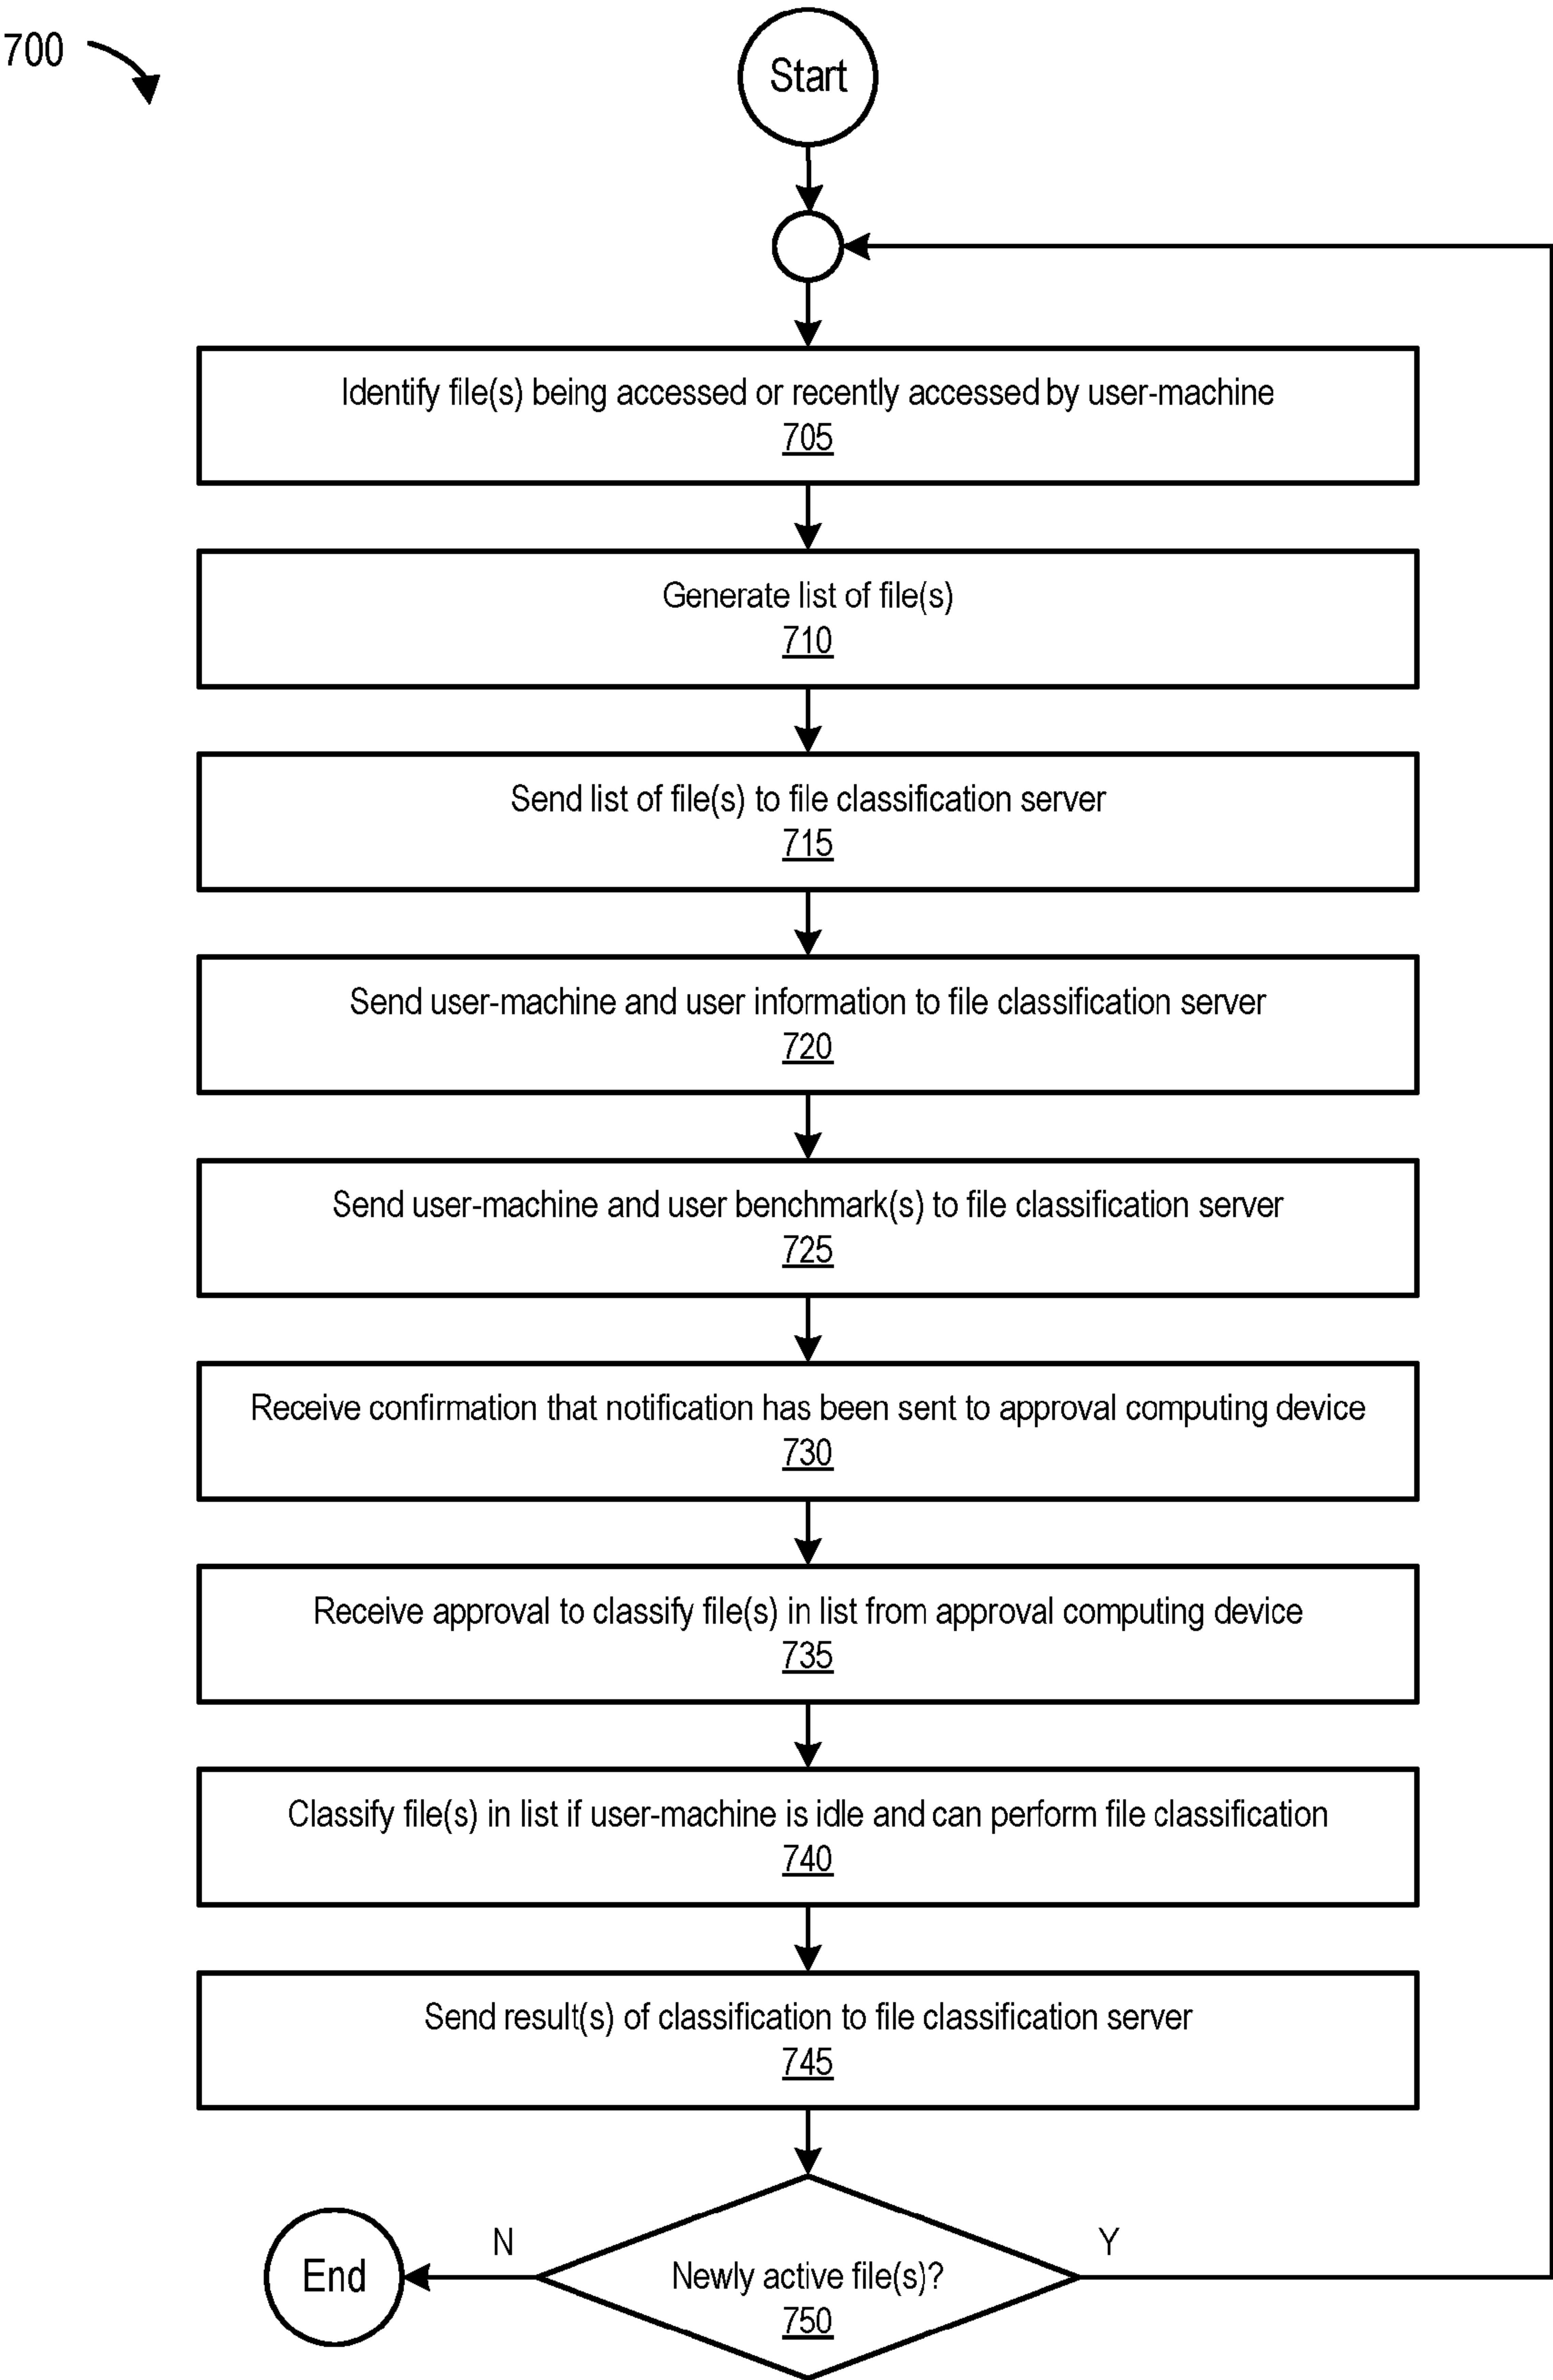 700
Start
Identify file(s) being accessed or recently accessed by user-machine
705
Generate list of file(s)
710
Send list of file(s) to file classification server
715
Send user-machine and user information to file classification server
720
Send user-machine and user benchmark(s) to file classification server
725
Receive confirmation that notification has been sent to approval computing device
730
Receive approval to classify file(s) in list from approval computing device
735
Classify file(s) in list if user-machine is idle and can perform file classification
740
Send result(s) of classification to file classification server
745
N
Y
End
Newly active file(s)?
750